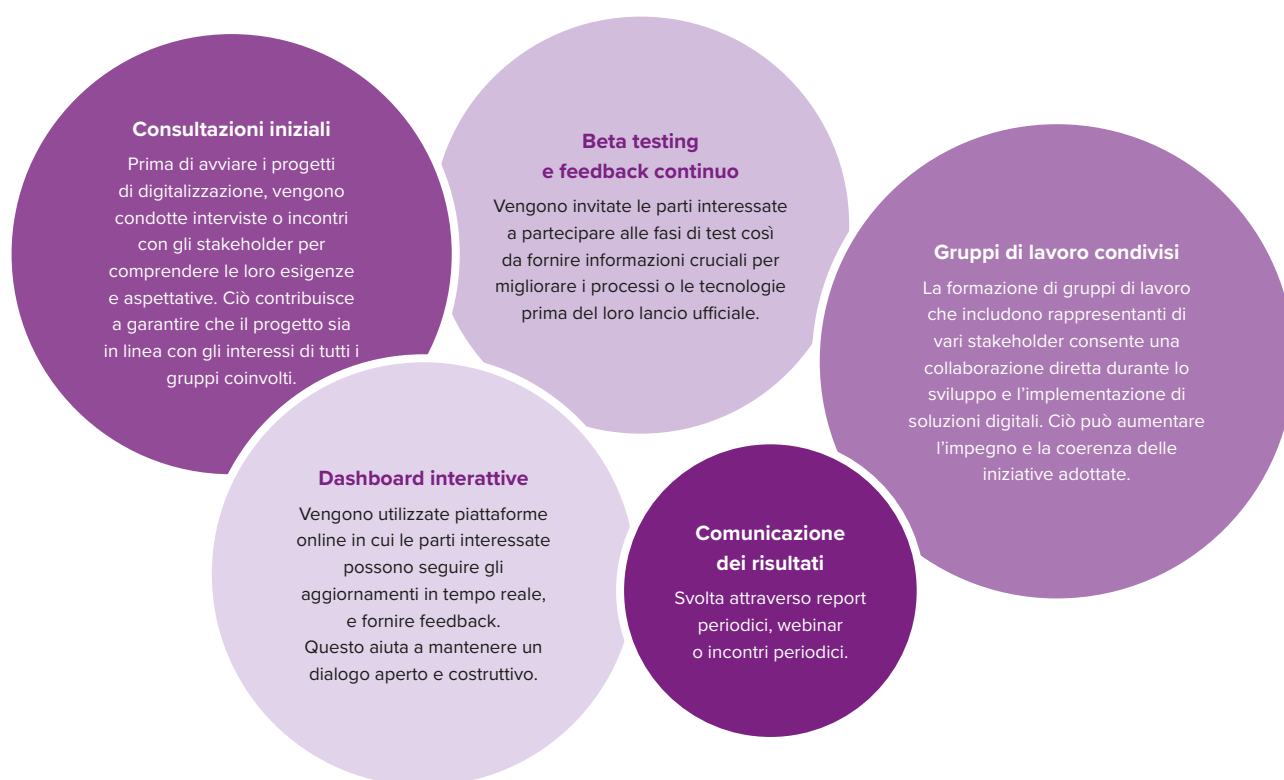 Consultazioni iniziali
Prima di avviare i progetti
di digitalizzazione, vengono
condotte interviste o incontri
con gli stakeholder per
comprendere le loro esigenze
e aspettative. Ciò contribuisce
a garantire che il progetto sia
in linea con gli interessi di tutti i
gruppi coinvolti.
Beta testing
e feedback continuo
Vengono invitate le parti interessate
a partecipare alle fasi di test così
da fornire informazioni cruciali per
migliorare i processi o le tecnologie
prima del loro lancio ufficiale.
Gruppi di lavoro condivisi
La formazione di gruppi di lavoro
che includono rappresentanti di
vari stakeholder consente una
collaborazione diretta durante lo
sviluppo e l'implementazione di
soluzioni digitali. Ciò può aumentare
l'impegno e la coerenza delle
iniziative adottate.
Dashboard interattive
Vengono utilizzate piattaforme
online in cui le parti interessate
possono seguire gli
aggiornamenti in tempo reale,
e fornire feedback.
Questo aiuta a mantenere un
dialogo aperto e costruttivo.
Comunicazione
dei risultati
Svolta attraverso report
periodici, webinar
o incontri periodici.